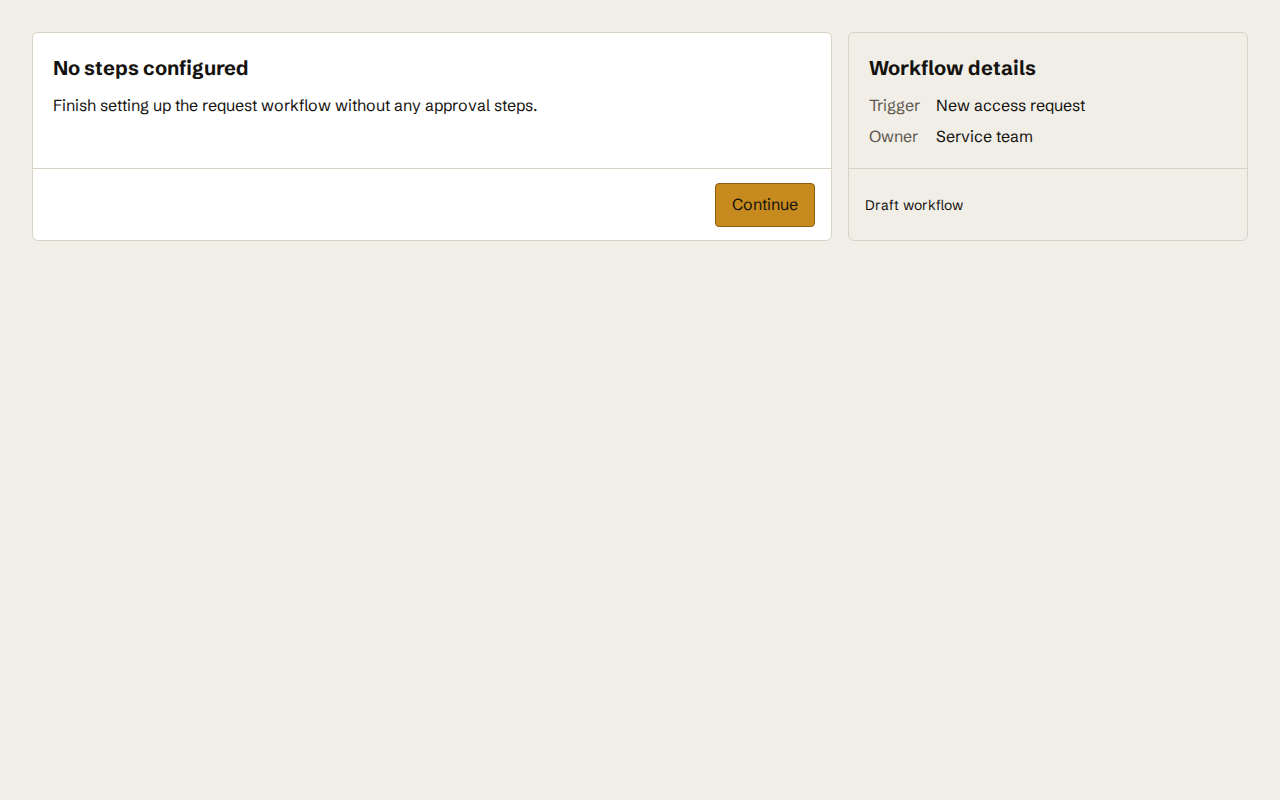 No steps configured
Finish setting up the request workflow without any approval steps.
Continue
Workflow details
Trigger New access request
Owner Service team
Draft workflow